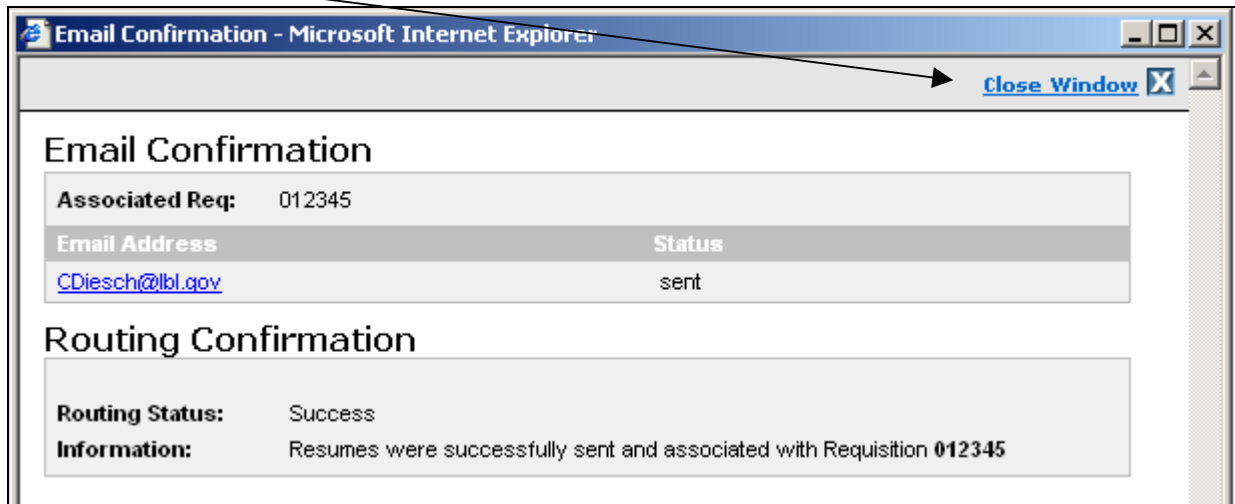 Email Confirmation - Microsoft Internet Explorer
Close Window X
Email Confirmation
Associated Req: 012345
Email Address Status
CDiesch@lbl.gov sent
Routing Confirmation
Routing Status: Success
Information: Resumes were successfully sent and associated with Requisition 012345